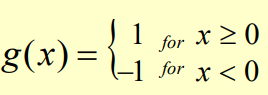 g(x) = { 1 for x ≥ 0
-1 for x < 0